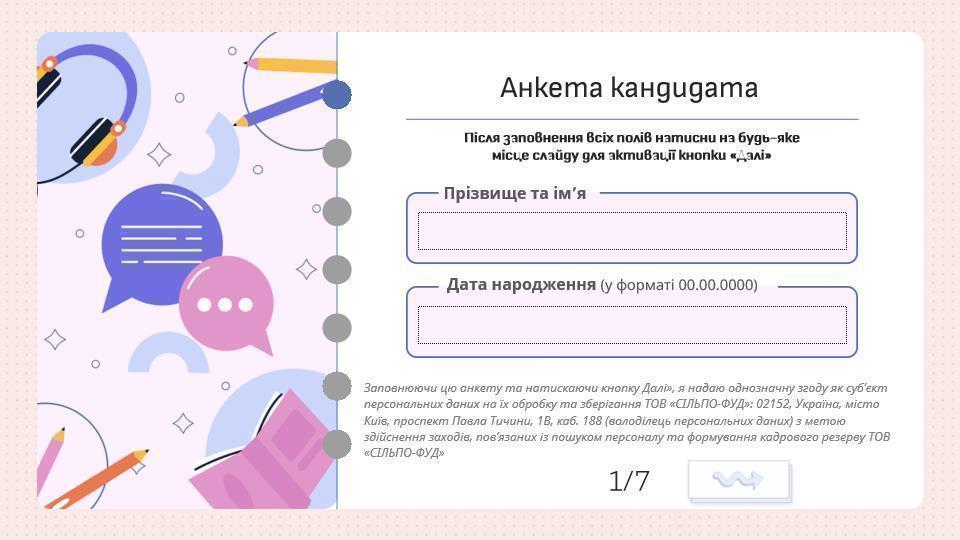 Анкета кандидата
Після заповнення всіх полів натисни на будь-яке
місце слайду для активації кнопки «Далі»
Прізвище та ім’я
Дата народження (у форматі 00.00.0000)
Заповнюючи цю анкету та натискаючи кнопку Далі», я надаю однозначну згоду як суб’єкт
персональних даних на їх обробку та зберігання ТОВ «СІЛЬПО-ФУД»: 02152, Україна, місто
Київ, проспект Павла Тичини, 1В, каб. 188 (володілець персональних даних) з метою
здійснення заходів, пов’язаних із пошуком персоналу та формування кадрового резерву ТОВ
«СІЛЬПО-ФУД»
1/7